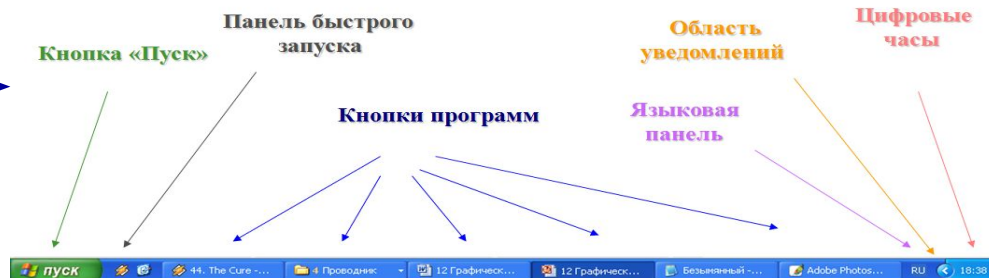 Панель быстрого
запуска
Кнопка «Пуск»
Область
уведомлений
Цифровые
часы
Кнопки программ
Языковая
панель
пуск
44. The Cure -...
4 Проводник
12 Графическ...
12 Графическ...
Безымянный -...
Adobe Photos...
RU
18:38